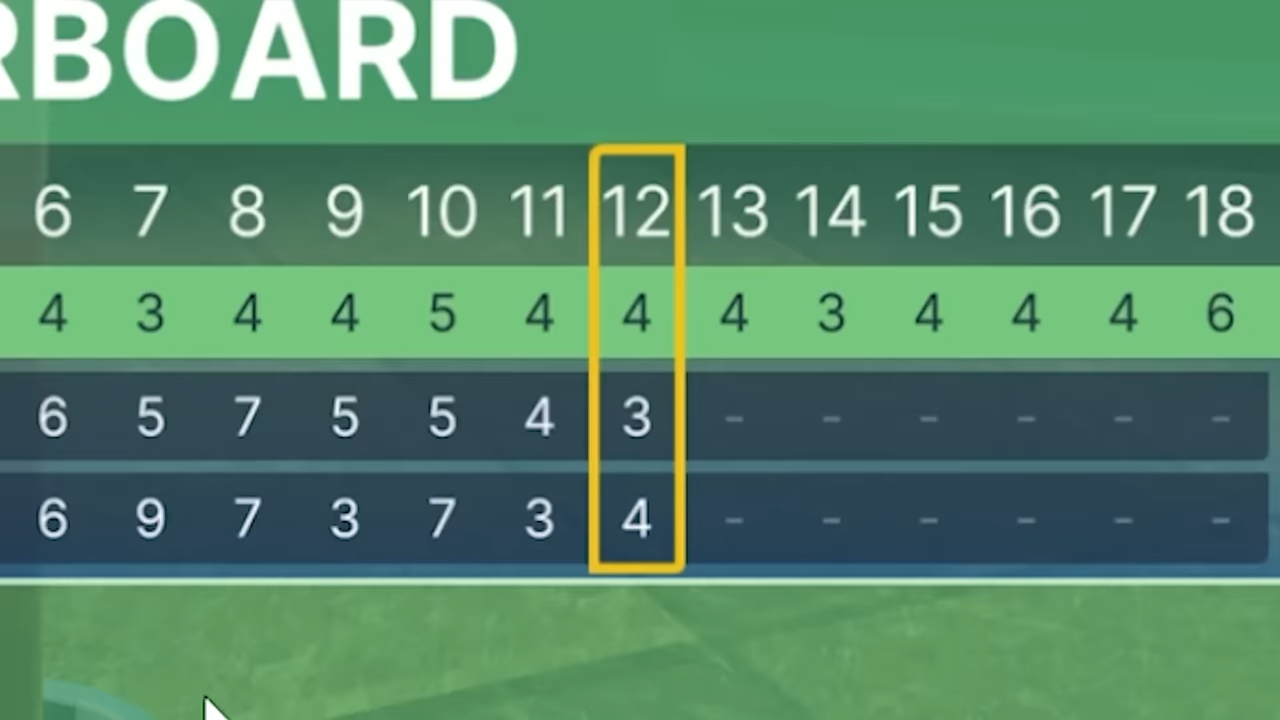 RBOARD
6 7 8 9 10 11 12 13 14 15 16 17 18
4 3 4 4 5 4 4 4 3 4 4 4 6
6 5 7 5 5 4 3 - - - - - -
6 9 7 3 7 3 4 - - - - - -